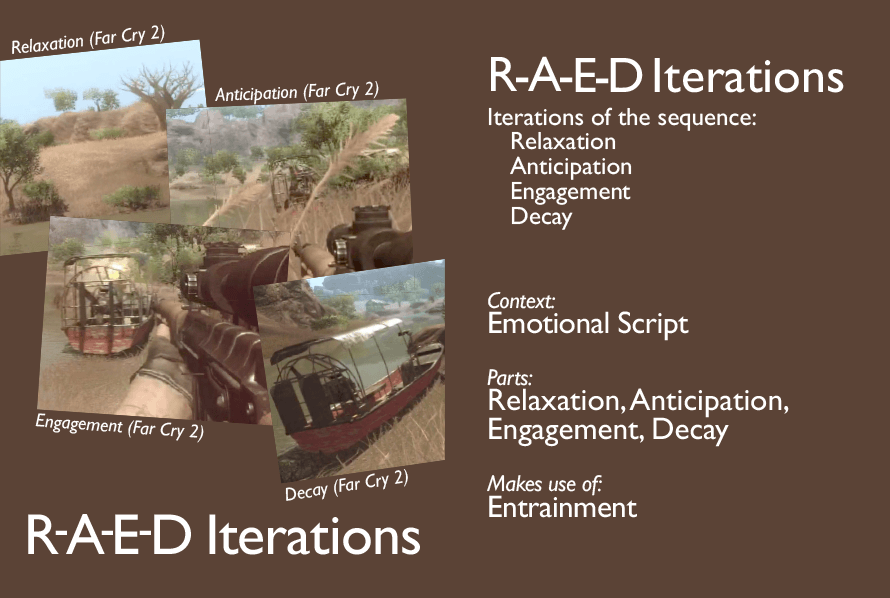 Relaxation (Far Cry 2)
Anticipation (Far Cry 2)
Engagement (Far Cry 2)
Decay (Far Cry 2)
R-A-E-D Iterations
R-A-E-D Iterations
Iterations of the sequence:
Relaxation
Anticipation
Engagement
Decay
Context:
Emotional Script
Parts:
Relaxation, Anticipation,
Engagement, Decay
Makes use of:
Entrainment